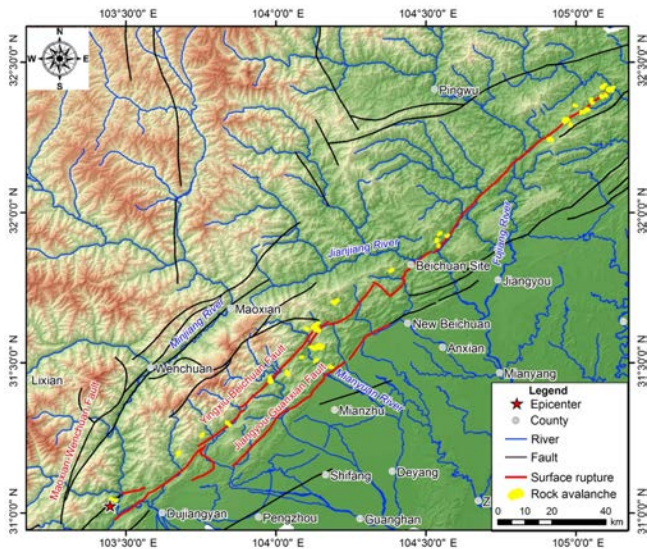 103°30'0" E
104°0'0" E
104°30'0" E
105°0'0" E
N
W
E
S
32°30'0" N
32°30'0" N
Pingwu
32°0'0" N
32°0'0" N
Fujiang River
Jianjiang River
Beichuan Site
Jiangyou
Minjiang River
Maoxian
New Beichuan
Anxian
31°30'0" N
31°30'0" N
Wenchuan
Yingxiu-Beichuan Fault
Jiangyou-Guanxian Fault
Mianyuan River
Mianyang
Lixian
Maoxian-Wenchuan Fault
Mianzhu
Shifang
Deyang
Z
31°0'0" N
31°0'0" N
Dujiangyan
Pengzhou
Guanghan
Legend
Epicenter
County
River
Fault
Surface rupture
Rock avalanche
0 10 20 40
km
103°30'0" E
104°0'0" E
104°30'0" E
105°0'0" E